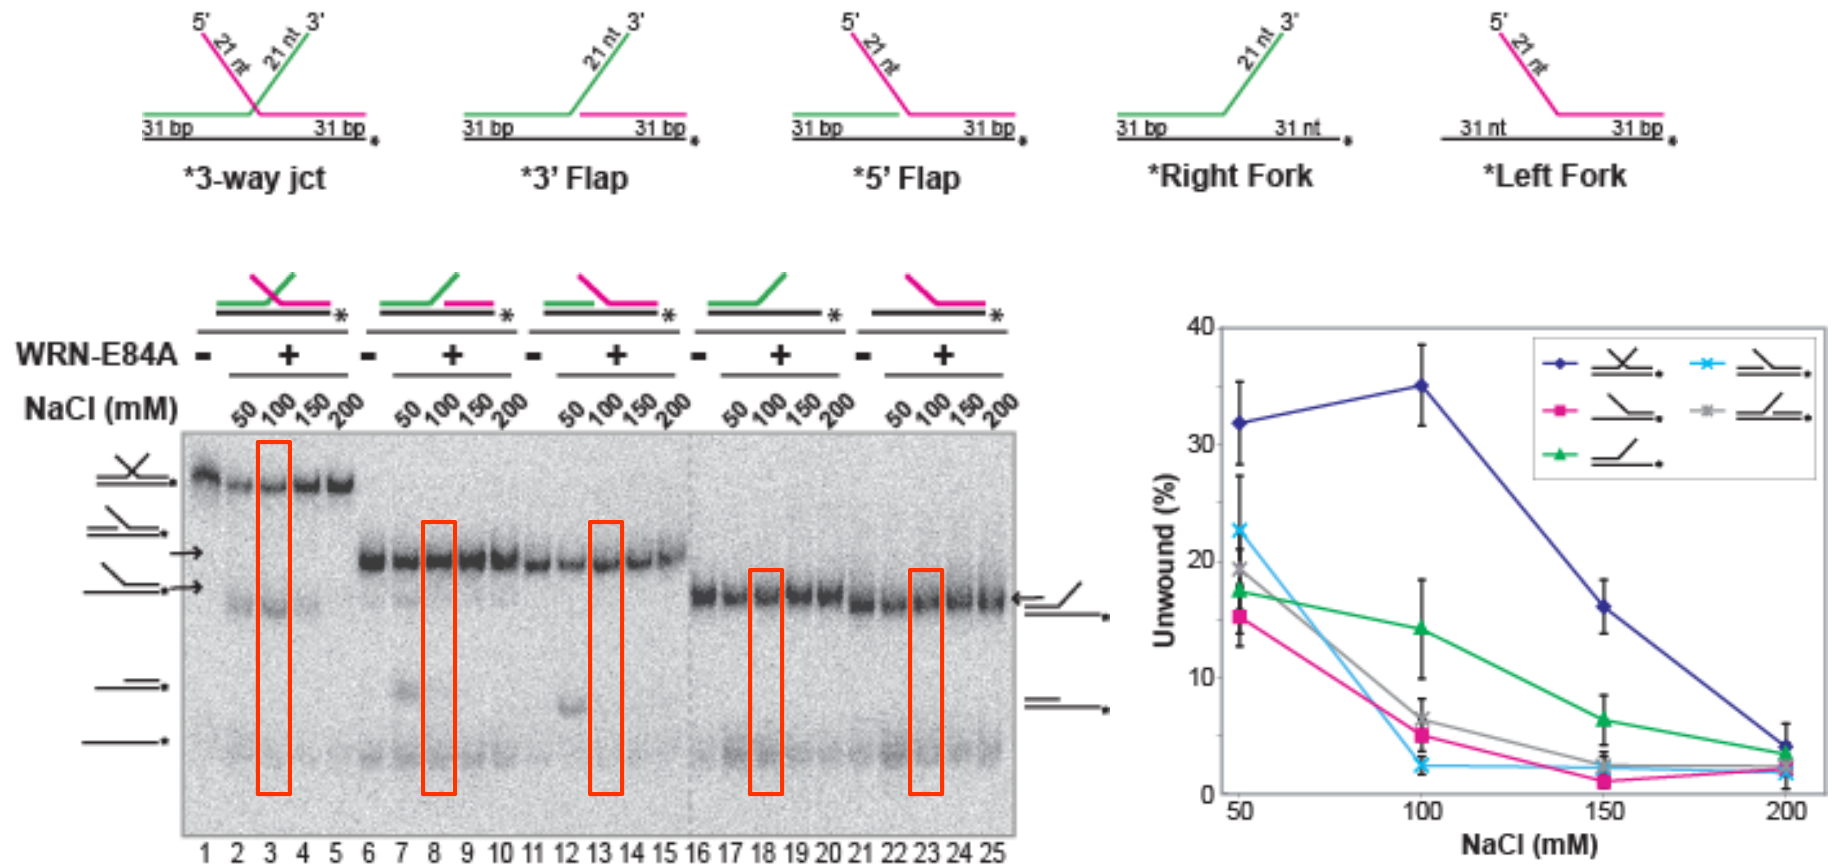 5' 3' 3' 5' 3' 5'
21 nt 21 nt 21 nt 21 nt 21 nt 21 nt
31 bp 31 bp 31 bp 31 bp 31 bp 31 bp 31 bp 31 nt 31 nt 31 bp
* * * * *
*3-way jct *3’ Flap *5’ Flap *Right Fork *Left Fork
* * * * *
WRN-E84A - + - + - + - + - +
NaCl (mM) 50 100 150 200 50 100 150 200 50 100 150 200 50 100 150 200 50 100 150 200
1 2 3 4 5 6 7 8 9 10 11 12 13 14 15 16 17 18 19 20 21 22 23 24 25
Unwound (%)
40
30
20
10
0
50 100 150 200
NaCl (mM)